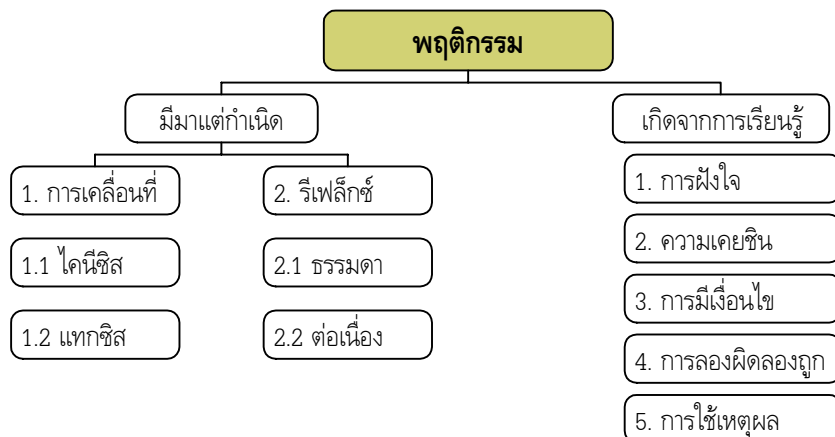 พฤติกรรม
มีมาแต่กำเนิด
เกิดจากการเรียนรู้
1. การเคลื่อนที่
1.1 ไคนีซิส
1.2 แทกซิส
2. รีเฟล็กซ์
2.1 ธรรมดา
2.2 ต่อเนื่อง
1. การฝังใจ
2. ความเคยชิน
3. การมีเงื่อนไข
4. การลองผิดลองถูก
5. การใช้เหตุผล